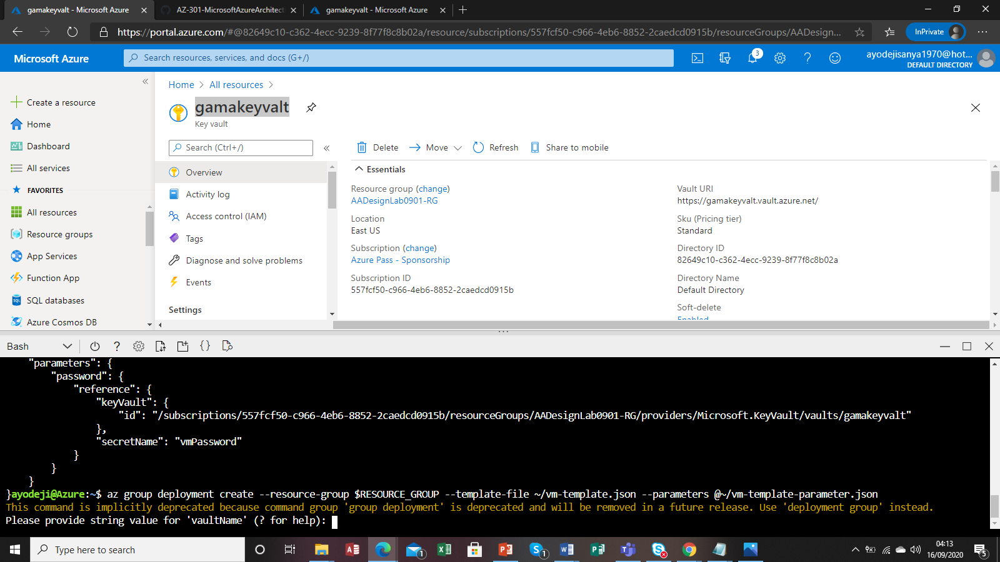 gamakeyvalt - Microsoft Azure
AZ-301-MicrosoftAzureArchitect
gamakeyvalt - Microsoft Azure
https://portal.azure.com/#@82649c10-c362-4ecc-9239-8f77f8c8b02a/resource/subscriptions/557fcf50-c966-4eb6-8852-2caedcd0915b/resourceGroups/AADesign...
InPrivate
Microsoft Azure
Search resources, services, and docs (G+/)
3
ayodejisanya1970@hot...
DEFAULT DIRECTORY
Create a resource
Home
Dashboard
All services
FAVORITES
All resources
Resource groups
App Services
Function App
SQL databases
Azure Cosmos DB
Home > All resources >
gamakeyvalt
Key vault
Search (Ctrl+/)
Overview
Activity log
Access control (IAM)
Tags
Diagnose and solve problems
Events
Settings
Delete
Move
Refresh
Share to mobile
Essentials
Resource group (change)
AADesignLab0901-RG
Location
East US
Subscription (change)
Azure Pass - Sponsorship
Subscription ID
557fcf50-c966-4eb6-8852-2caedcd0915b
Vault URI
https://gamakeyvalt.vault.azure.net/
Sku (Pricing tier)
Standard
Directory ID
82649c10-c362-4ecc-9239-8f77f8c8b02a
Directory Name
Default Directory
Soft-delete
Enabled
Bash
"parameters": {
"password": {
"reference": {
"keyVault": {
"id": "/subscriptions/557fcf50-c966-4eb6-8852-2caedcd0915b/resourceGroups/AADesignLab0901-RG/providers/Microsoft.KeyVault/vaults/gamakeyvalt"
},
"secretName": "vmPassword"
}
}
}
}ayodeji@Azure:~$ az group deployment create --resource-group $RESOURCE_GROUP --template-file ~/vm-template.json --parameters @~/vm-template-parameter.json
This command is implicitly deprecated because command group 'group deployment' is deprecated and will be removed in a future release. Use 'deployment group' instead.
Please provide string value for 'vaultName' (? for help):
Type here to search
1
1
04:13
16/09/2020
5